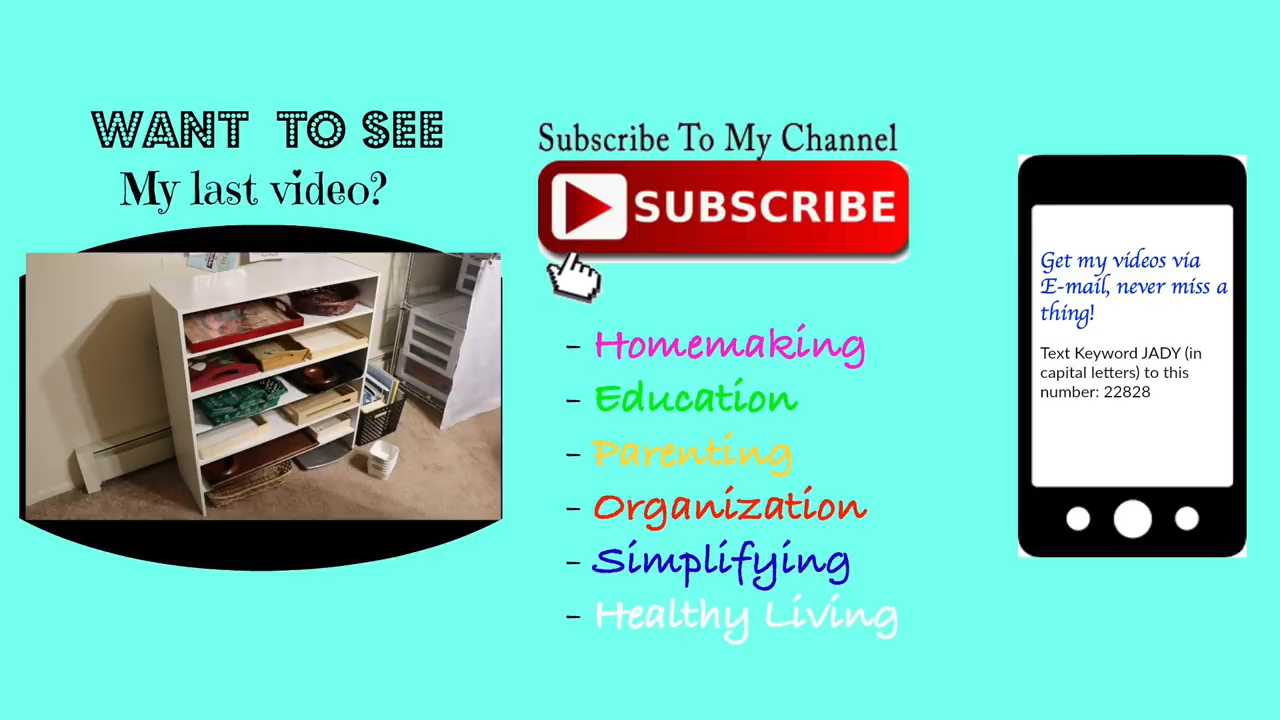 WANT TO SEE
My last video?
Subscribe To My Channel
SUBSCRIBE
- Homemaking
- Education
- Parenting
- Organization
- Simplifying
- Healthy Living
Get my videos via
E-mail, never miss a
thing!
Text Keyword JADY (in
capital letters) to this
number: 22828